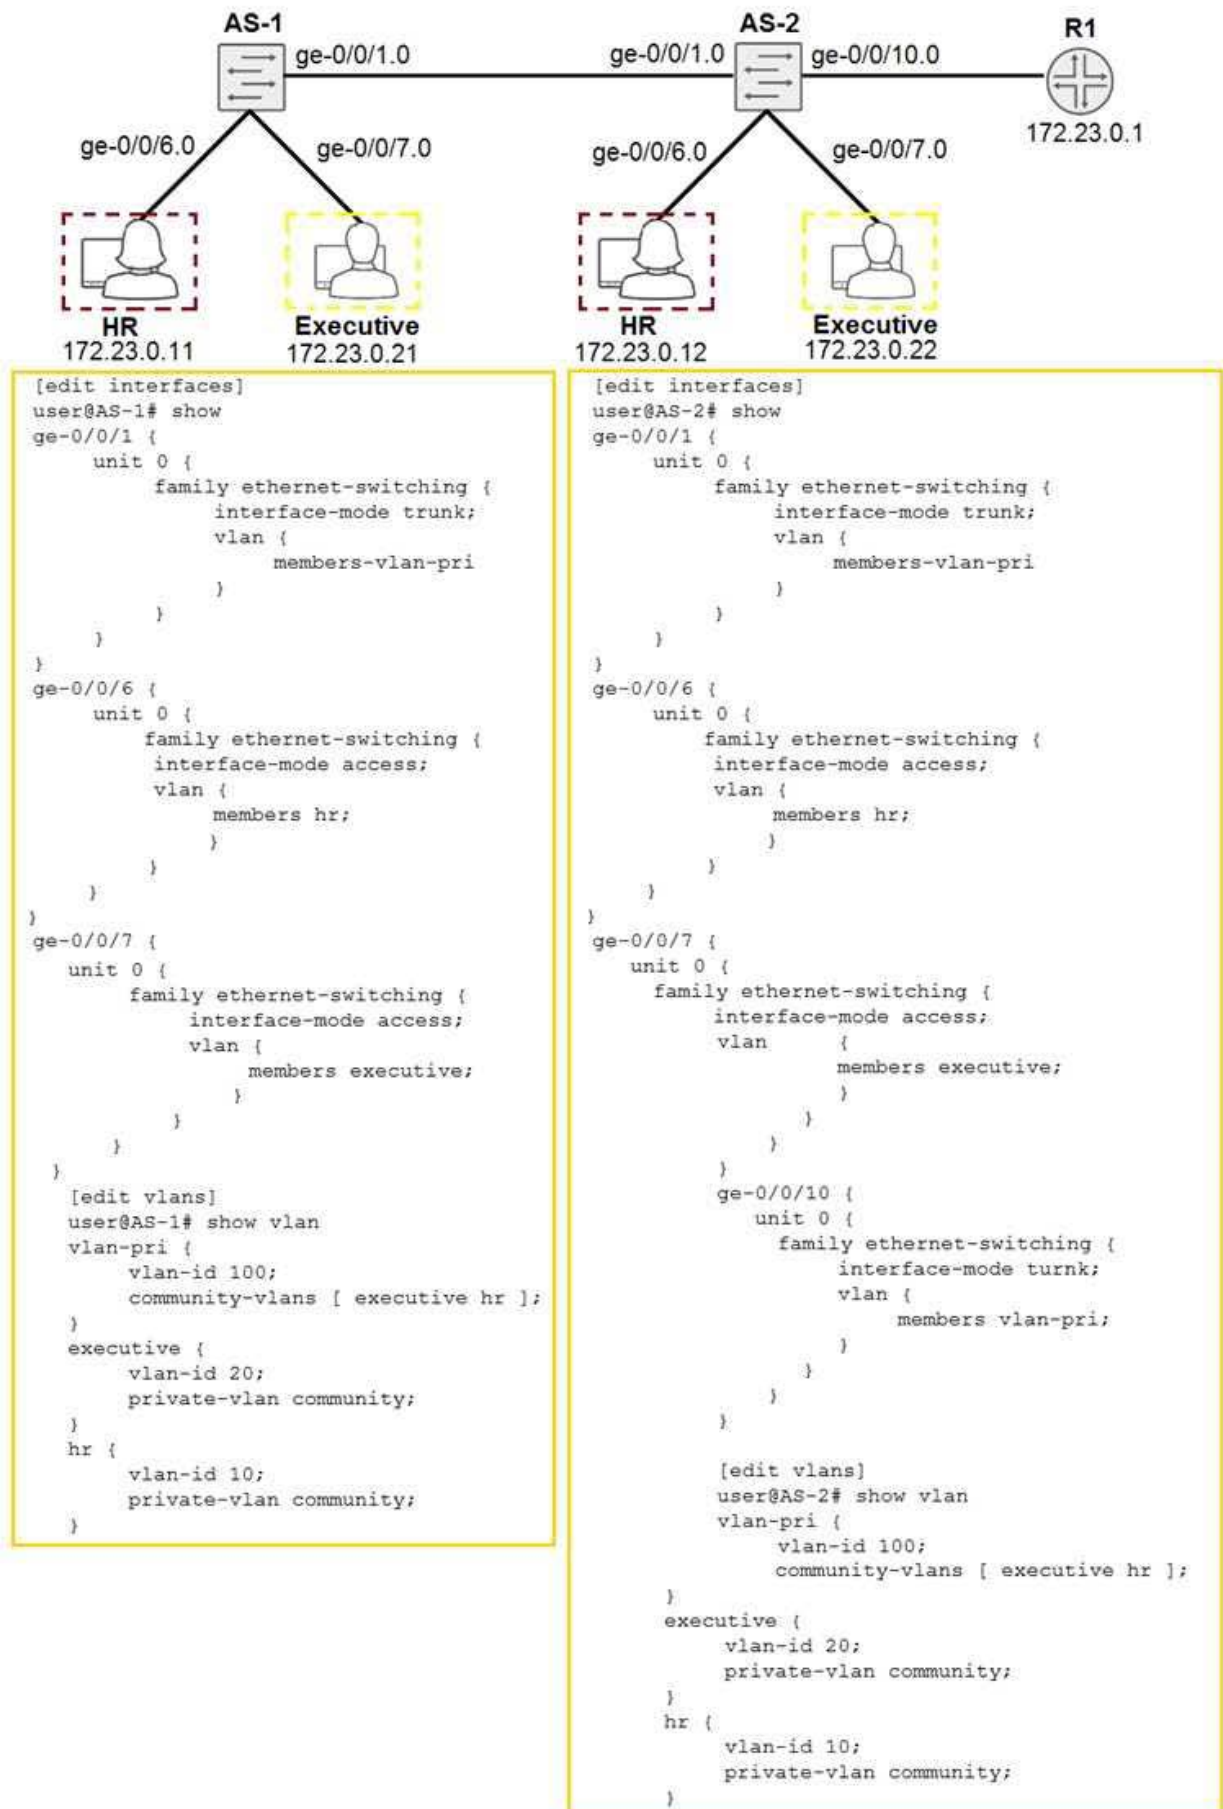 AS-1
AS-2
R1
ge-0/0/1.0
ge-0/0/1.0
ge-0/0/10.0
172.23.0.1
ge-0/0/6.0
ge-0/0/7.0
ge-0/0/6.0
ge-0/0/7.0
HR
172.23.0.11
Executive
172.23.0.21
HR
172.23.0.12
Executive
172.23.0.22
[edit interfaces]
user@AS-1# show
ge-0/0/1 {
unit 0 {
family ethernet-switching {
interface-mode trunk;
vlan {
members-vlan-pri
}
}
}
}
ge-0/0/6 {
unit 0 {
family ethernet-switching {
interface-mode access;
vlan {
members hr;
}
}
}
}
ge-0/0/7 {
unit 0 {
family ethernet-switching {
interface-mode access;
vlan {
members executive;
}
}
}
}
[edit vlans]
user@AS-1# show vlan
vlan-pri {
vlan-id 100;
community-vlans [ executive hr ];
}
executive {
vlan-id 20;
private-vlan community;
}
hr {
vlan-id 10;
private-vlan community;
}
[edit interfaces]
user@AS-2# show
ge-0/0/1 {
unit 0 {
family ethernet-switching {
interface-mode trunk;
vlan {
members-vlan-pri
}
}
}
}
ge-0/0/6 {
unit 0 {
family ethernet-switching {
interface-mode access;
vlan {
members hr;
}
}
}
}
ge-0/0/7 {
unit 0 {
family ethernet-switching {
interface-mode access;
vlan {
members executive;
}
}
}
}
ge-0/0/10 {
unit 0 {
family ethernet-switching {
interface-mode turnk;
vlan {
members vlan-pri;
}
}
}
}
[edit vlans]
user@AS-2# show vlan
vlan-pri {
vlan-id 100;
community-vlans [ executive hr ];
}
executive {
vlan-id 20;
private-vlan community;
}
hr {
vlan-id 10;
private-vlan community;
}